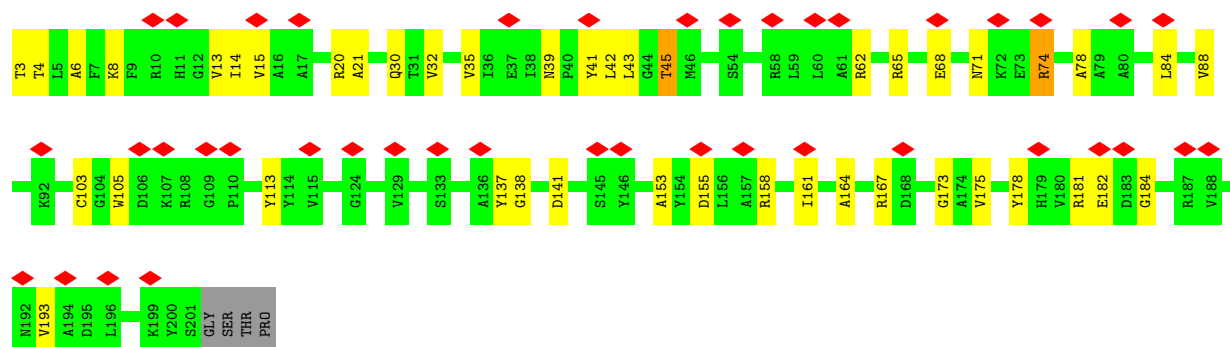 T3 T4 L5 A6 F7 K8 F9 R10 H11 G12 V13 I14 V15 A16 A17 R20 A21 Q30 T31 V32 V35 I36 E37 I38 N39 P40 Y41 L42 L43 G44 T45 M46 S54 R58 L59 L60 A61 R62 R65 E68 N71 K72 E73 R74 A78 A79 A80 L84 V88
K92 C103 G104 W105 D106 K107 R108 G109 P110 Y113 Y114 V115 G124 V129 S133 A136 Y137 G138 D141 S145 Y146 A153 Y154 D155 L156 A157 R158 I161 A164 R167 D168 G173 A174 V175 Y178 H179 V180 R181 E182 D183 G184 R187 V188
N192 V193 A194 D195 L196 K199 Y200 S201 GLY SER THR PRO